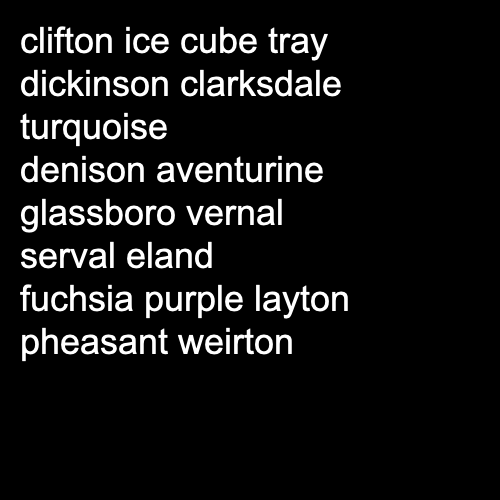 clifton ice cube tray
dickinson clarksdale
turquoise
denison aventurine
glassboro vernal
serval eland
fuchsia purple layton
pheasant weirton